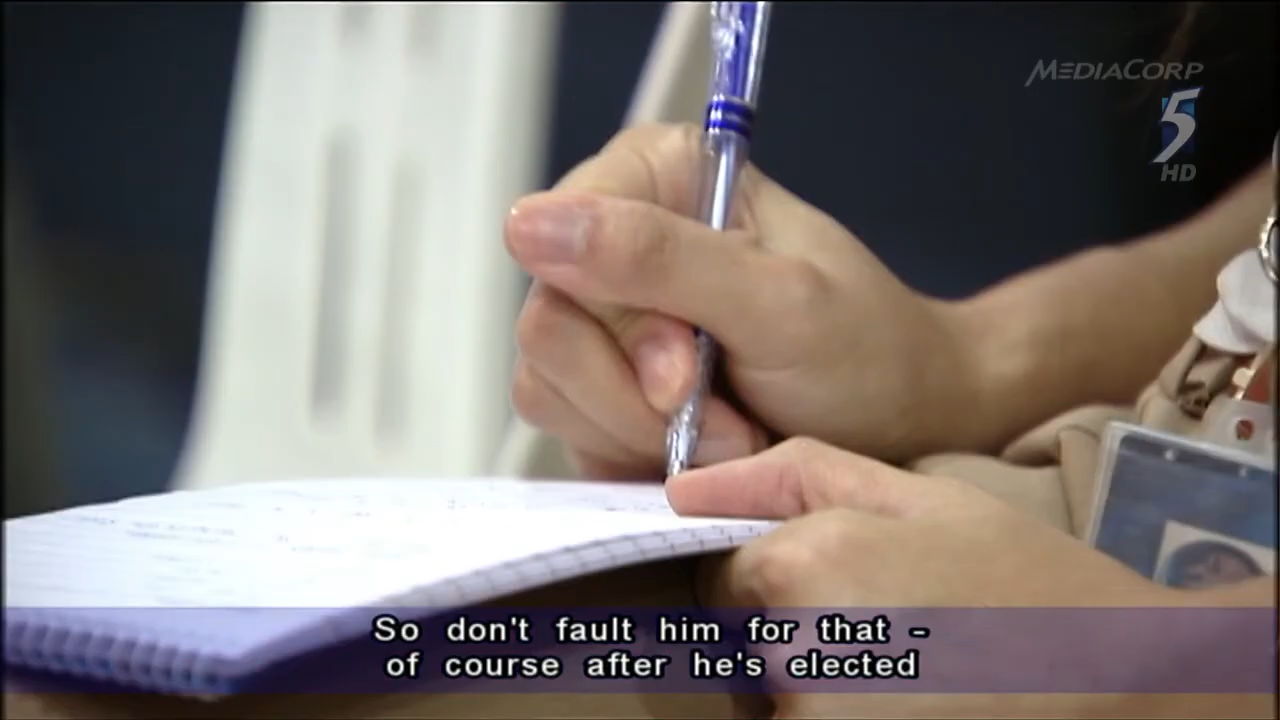 MEDIACORP
5
HD
So don't fault him for that -
of course after he's elected